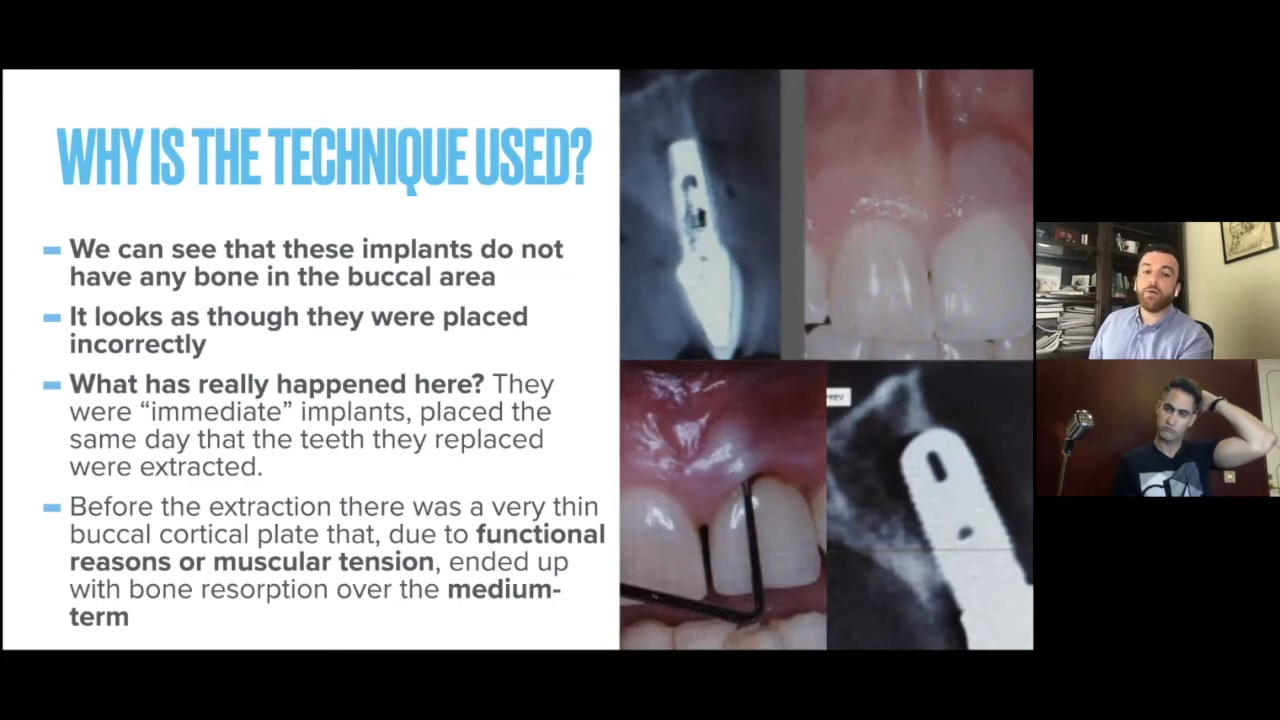 WHY IS THE TECHNIQUE USED?
We can see that these implants do not
have any bone in the buccal area
It looks as though they were placed
incorrectly
What has really happened here? They
were “immediate” implants, placed the
same day that the teeth they replaced
were extracted.
Before the extraction there was a very thin
buccal cortical plate that, due to functional
reasons or muscular tension, ended up
with bone resorption over the medium-
term
PREV